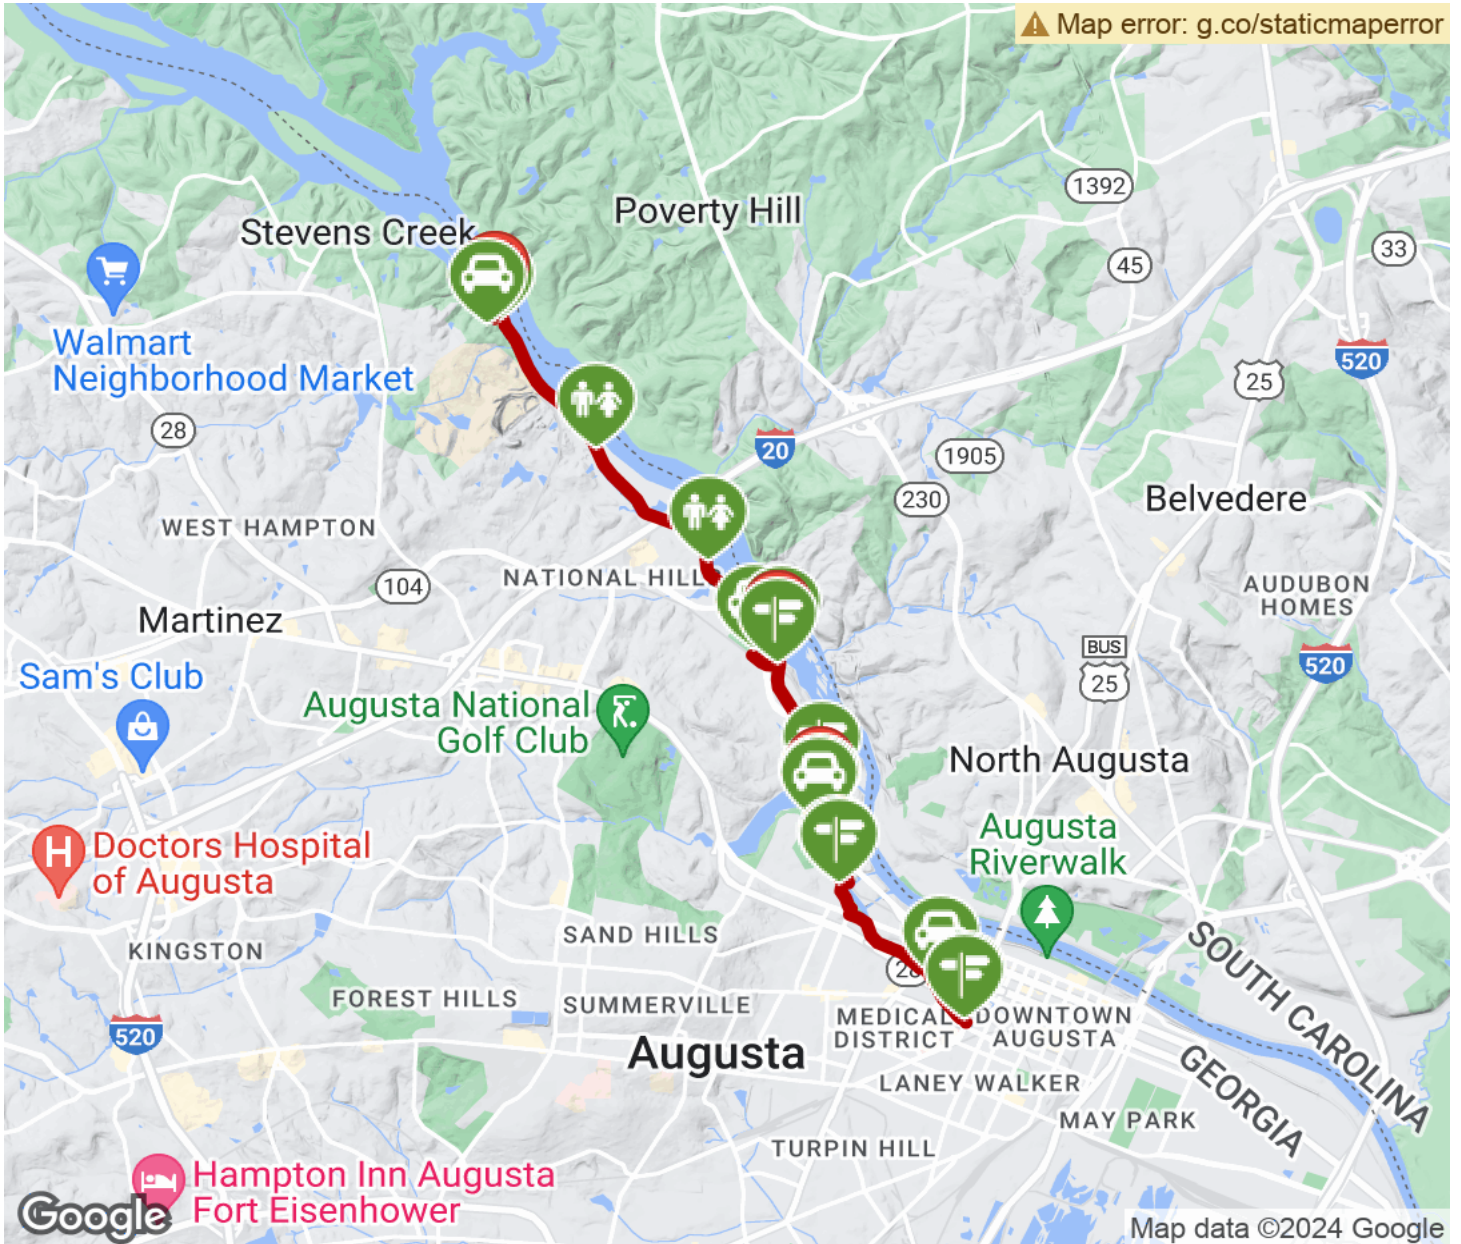 Map error: g.co/staticmaperror
1392
Poverty Hill
Stevens Creek
33
45
Walmart
Neighborhood Market
520
25
28
20
1905
230
Belvedere
WEST HAMPTON
NATIONAL HILL
104
AUDUBON
HOMES
Martinez
BUS
25
520
Sam's Club
Augusta National
Golf Club
North Augusta
Augusta
Riverwalk
H
Doctors Hospital
of Augusta
SAND HILLS
KINGSTON
SOUTH CAROLINA
28
FOREST HILLS
SUMMERVILLE
MEDICAL
DISTRICT
DOWNTOWN
AUGUSTA
520
Augusta
GEORGIA
LANEY WALKER
MAY PARK
TURPIN HILL
Hampton Inn Augusta
Fort Eisenhower
Google
Map data ©2024 Google